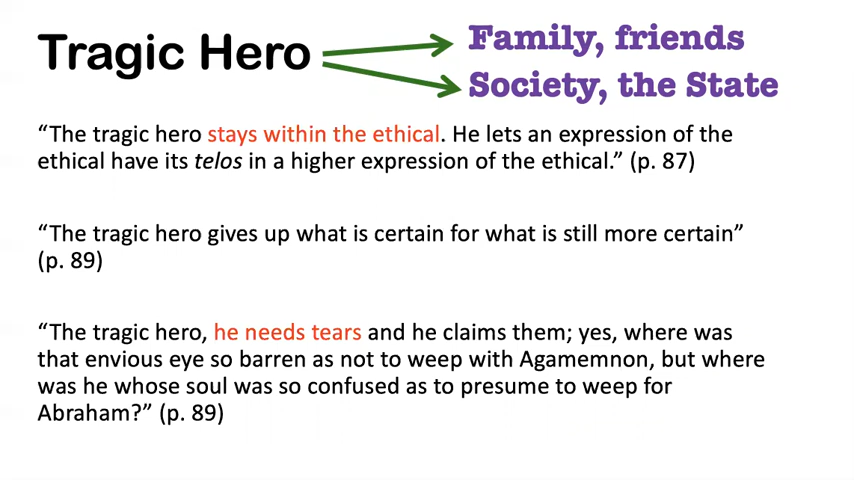 Tragic Hero
Family, friends
Society, the State
“The tragic hero stays within the ethical. He lets an expression of the
ethical have its telos in a higher expression of the ethical.” (p. 87)
“The tragic hero gives up what is certain for what is still more certain”
(p. 89)
“The tragic hero, he needs tears and he claims them; yes, where was
that envious eye so barren as not to weep with Agamemnon, but where
was he whose soul was so confused as to presume to weep for
Abraham?” (p. 89)